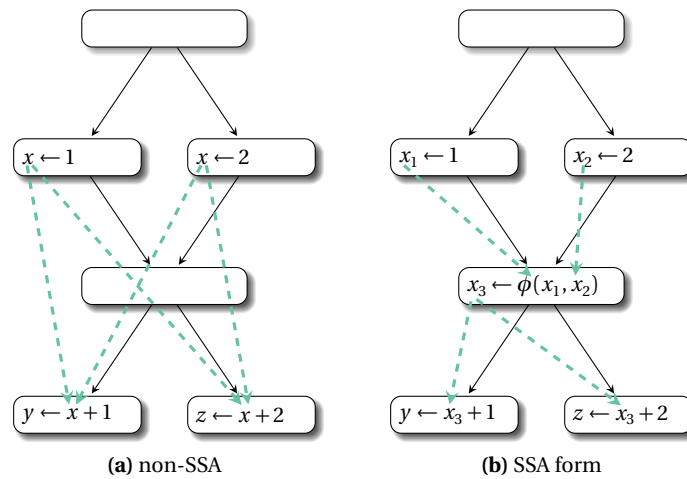 x ← 1
x ← 2
y ← x + 1
z ← x + 2
(a) non-SSA
x₁ ← 1
x₂ ← 2
x₃ ← ϕ(x₁, x₂)
y ← x₃ + 1
z ← x₃ + 2
(b) SSA form